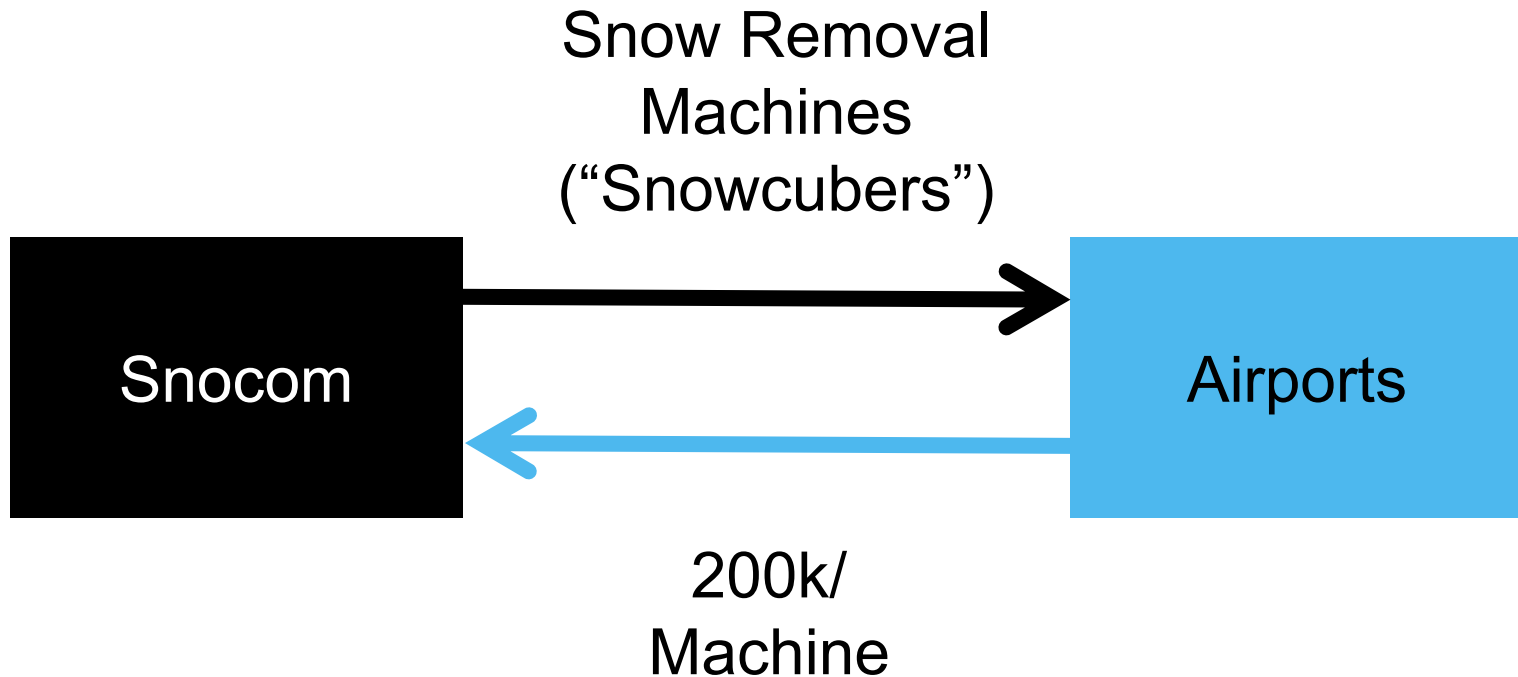 Snow Removal
Machines
(“Snowcubers”)
Snocom
Airports
200k/
Machine